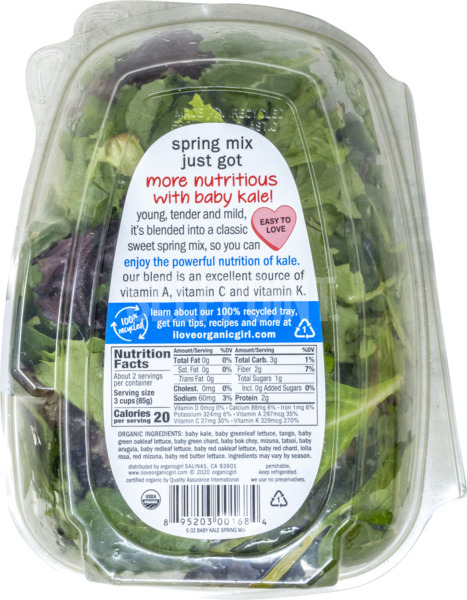 MADE RECYCLED
PLASTIC
spring mix
just got
more nutritious
with baby kale!
young, tender and mild,
it's blended into a classic
sweet spring mix, so you can
EASY TO
LOVE
enjoy the powerful nutrition of kale.
our blend is an excellent source of
vitamin A, vitamin C and vitamin K.
100%
recycled
learn about our 100% recycled tray,
get fun tips, recipes and more at
iloveorganicgirl.com
1
Nutrition
Facts
About 2 servings
per container
Serving size
3 cups (85g)
Calories
per serving 20
Amount/Serving %DV Amount/Serving %DV
Total Fat 0g 0% Total Carb. 3g 1%
Sat. Fat 0g 0% Fiber 2g 7%
Trans Fat 0g Total Sugars 1g
Cholest. 0mg 0% Incl. 0g Added Sugars 0%
Sodium 60mg 3% Protein 2g
Vitamin D 0mcg 0% • Calcium 88mg 6% • Iron 1mg 6%
Potassium 324mg 6% • Vitamin A 297mcg 35%
Vitamin C 27mg 30% • Vitamin K 329mcg 270%
ORGANIC INGREDIENTS: baby kale, baby greenleaf lettuce, tango, baby
green oakleaf lettuce, baby green chard, baby bok choy, mizuna, tatsoi, baby
arugula, baby redleaf lettuce, baby red oakleaf lettuce, baby red chard, lolla
rosa, red mizuna, baby red butter lettuce. ingredients may vary by season.
distributed by organicgirl SALINAS, CA 93901
www.iloveorganicgirl.com © 2020 organicgirl
certified organic by Quality Assurance International
perishable,
keep refrigerated.
we use no preservatives.
USDA
ORGANIC
1
8 95203 00168 4
5 OZ BABY KALE SPRING MIX